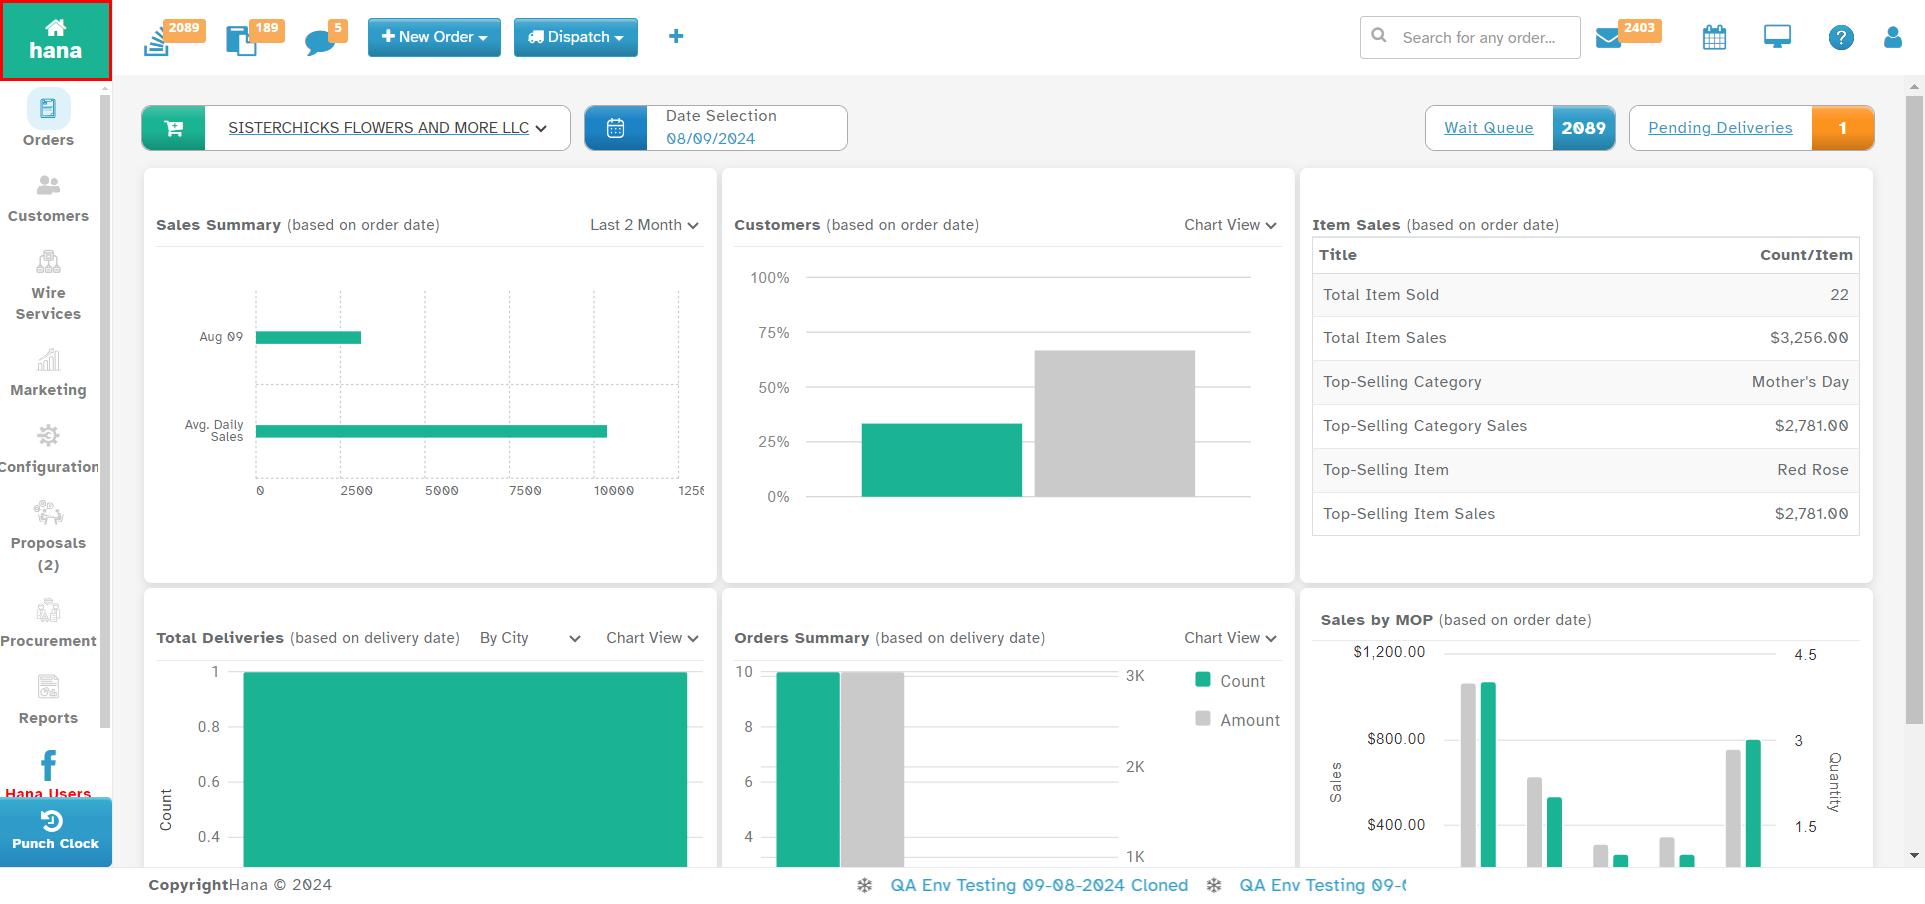 hana
2089
189
5
New Order
Dispatch
+
Search for any order...
2403
?
Orders
Customers
Wire
Services
Marketing
Configuration
Proposals
(2)
Procurement
Reports
Hana Users
Punch Clock
SISTERCHICKS FLOWERS AND MORE LLC
Date Selection
08/09/2024
Wait Queue 2089
Pending Deliveries 1
Sales Summary (based on order date) Last 2 Month
Aug 09
Avg. Daily
Sales
0 2500 5000 7500 10000 1250
Customers (based on order date) Chart View
100%
75%
50%
25%
0%
Item Sales (based on order date)
Title Count/Item
Total Item Sold 22
Total Item Sales $3,256.00
Top-Selling Category Mother's Day
Top-Selling Category Sales $2,781.00
Top-Selling Item Red Rose
Top-Selling Item Sales $2,781.00
Total Deliveries (based on delivery date) By City Chart View
1
0.8
0.6
0.4
Count
Orders Summary (based on delivery date) Chart View
10
8
6
4
3K
2K
1K
Count
Amount
Sales by MOP (based on order date)
$1,200.00
$800.00
$400.00
Sales
4.5
3
1.5
Quantity
CopyrightHana © 2024
QA Env Testing 09-08-2024 Cloned
QA Env Testing 09-